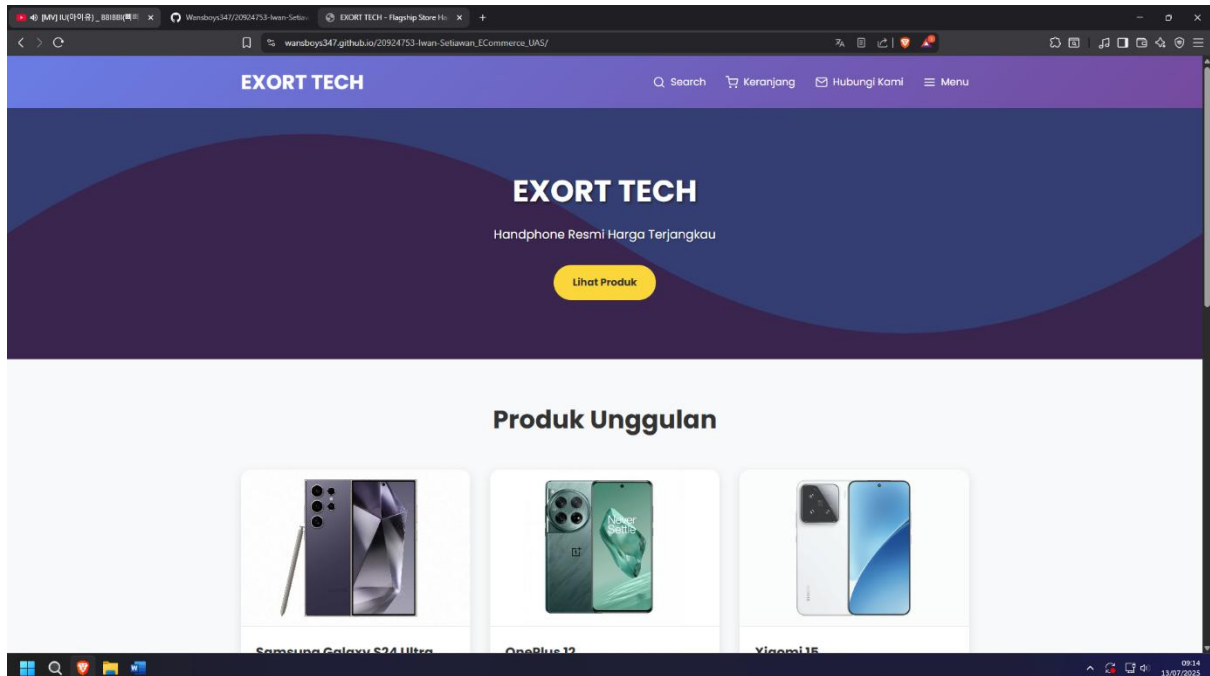 [MV] IU(아이유) _ BBIBBI(삐삐
Wensboys347/20924753-Iwan-Setia
EXORT TECH - Flagship Store Ha
wansboys347.github.io/20924753-Iwan-Setiawan_ECommerce_UAS/
EXORT TECH
Search
Keranjang
Hubungi Kami
Menu
EXORT TECH
Handphone Resmi Harga Terjangkau
Lihat Produk
Produk Unggulan
Never
Settle
Samsung Galaxy S24 Ultra
OnePlus 12
Xiaomi 15
09:14
13/07/2025